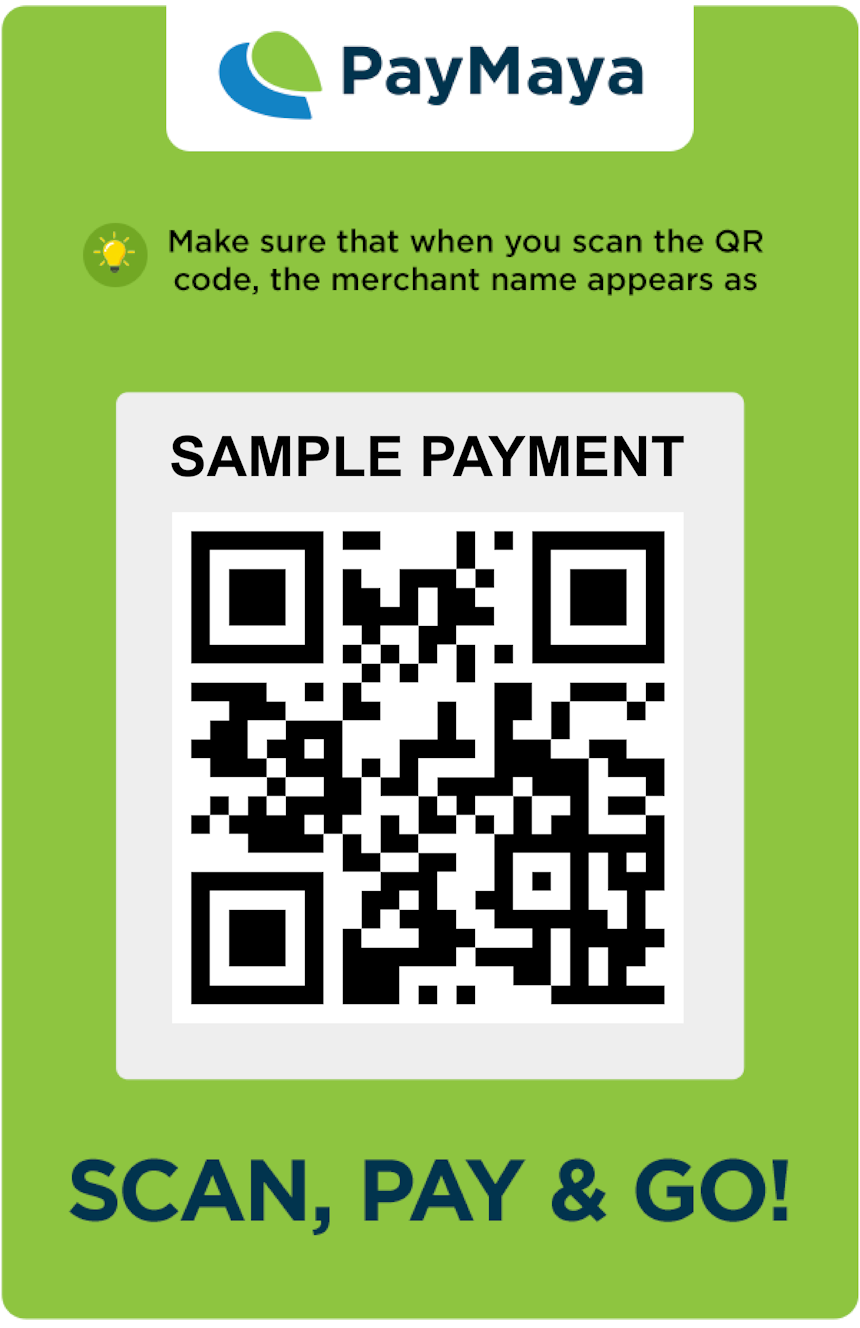 PayMaya
Make sure that when you scan the QR
code, the merchant name appears as
SAMPLE PAYMENT
SCAN, PAY & GO!